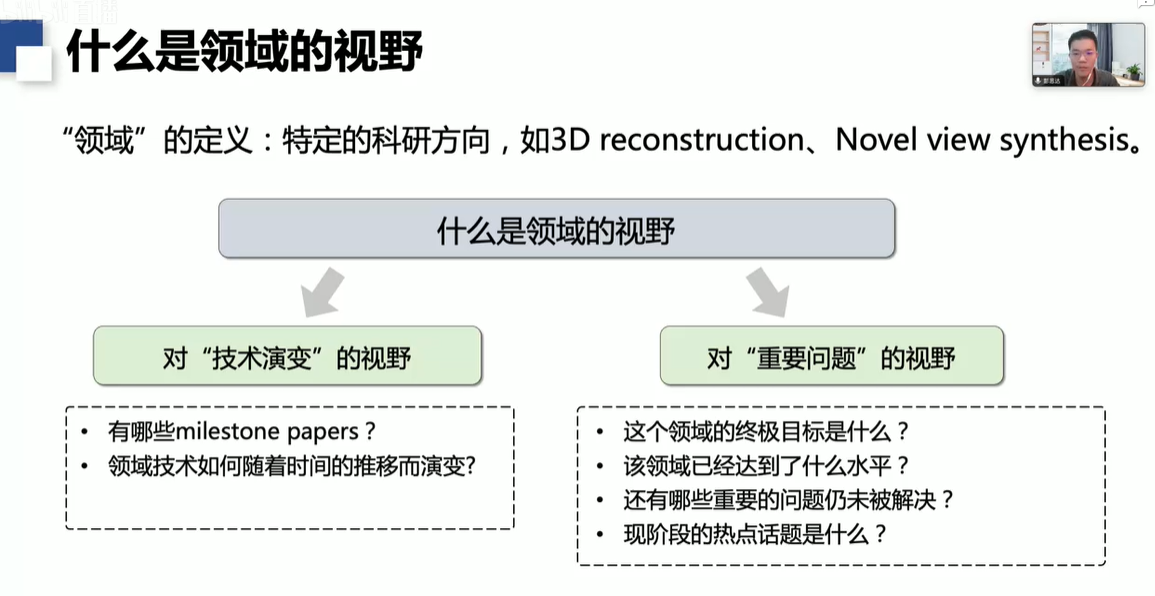 什么是领域的视野
“领域”的定义：特定的科研方向，如3D reconstruction、Novel view synthesis。
什么是领域的视野
对“技术演变”的视野
对“重要问题”的视野
• 有哪些milestone papers？
• 领域技术如何随着时间的推移而演变?
• 这个领域的终极目标是什么？
• 该领域已经达到了什么水平？
• 还有哪些重要的问题仍未被解决？
• 现阶段的热点话题是什么？